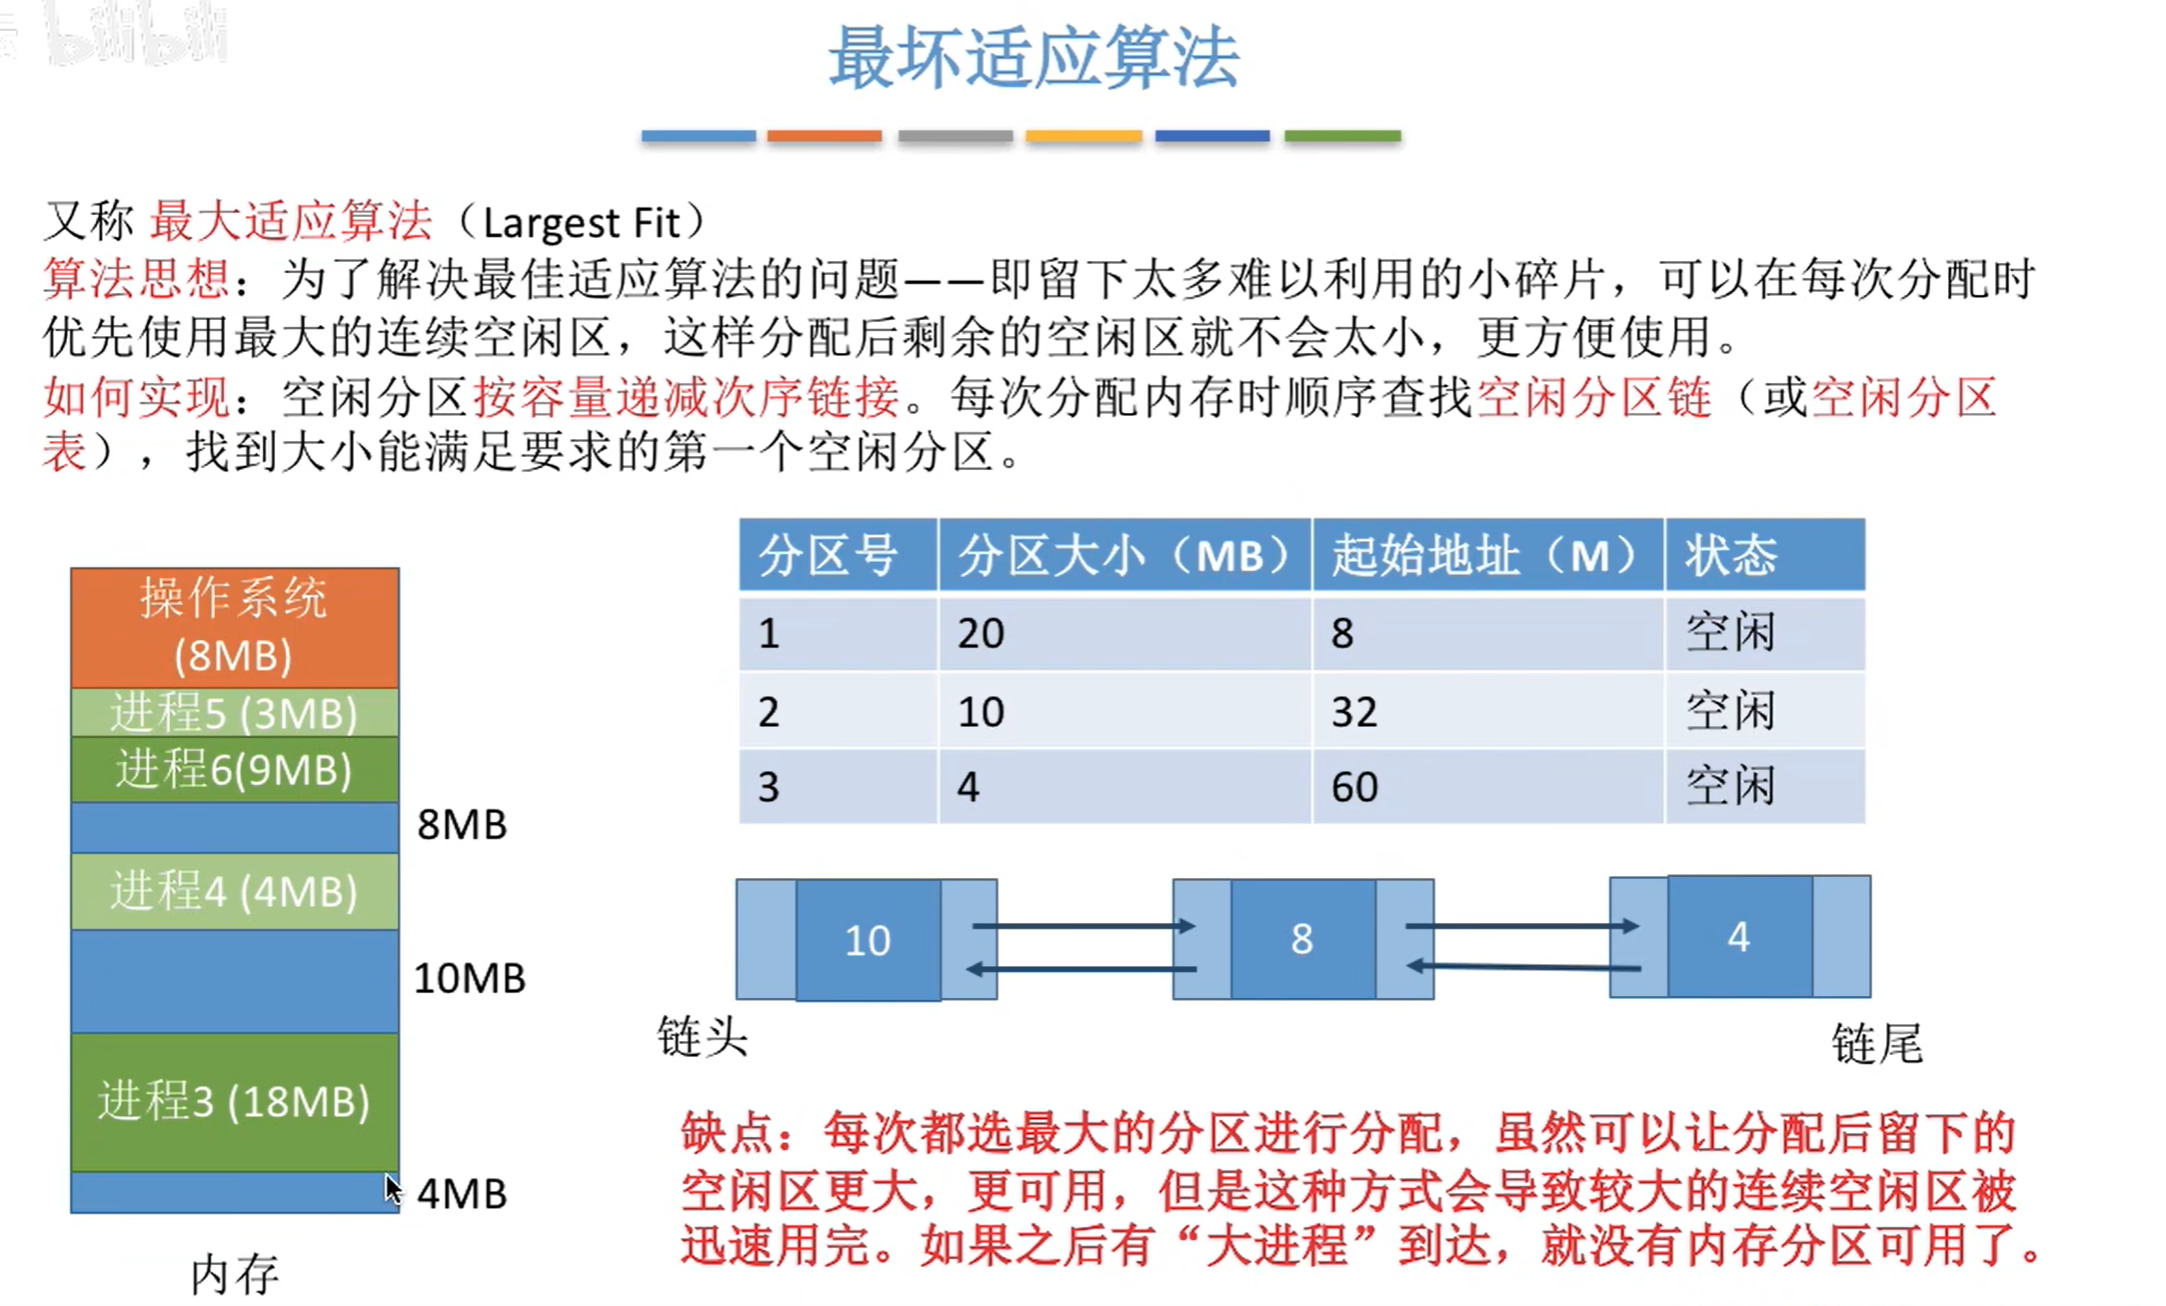 bilibili
最坏适应算法
又称 最大适应算法（Largest Fit）
算法思想：为了解决最佳适应算法的问题——即留下太多难以利用的小碎片，可以在每次分配时
优先使用最大的连续空闲区，这样分配后剩余的空闲区就不会太小，更方便使用。
如何实现：空闲分区按容量递减次序链接。每次分配内存时顺序查找空闲分区链（或空闲分区
表），找到大小能满足要求的第一个空闲分区。
操作系统
(8MB)
进程5 (3MB)
进程6(9MB)
8MB
进程4 (4MB)
10MB
进程3 (18MB)
4MB
内存
分区号 分区大小（MB） 起始地址（M） 状态
1 20 8 空闲
2 10 32 空闲
3 4 60 空闲
10 8 4
链头 链尾
缺点：每次都选最大的分区进行分配，虽然可以让分配后留下的
空闲区更大，更可用，但是这种方式会导致较大的连续空闲区被
迅速用完。如果之后有“大进程”到达，就没有内存分区可用了。